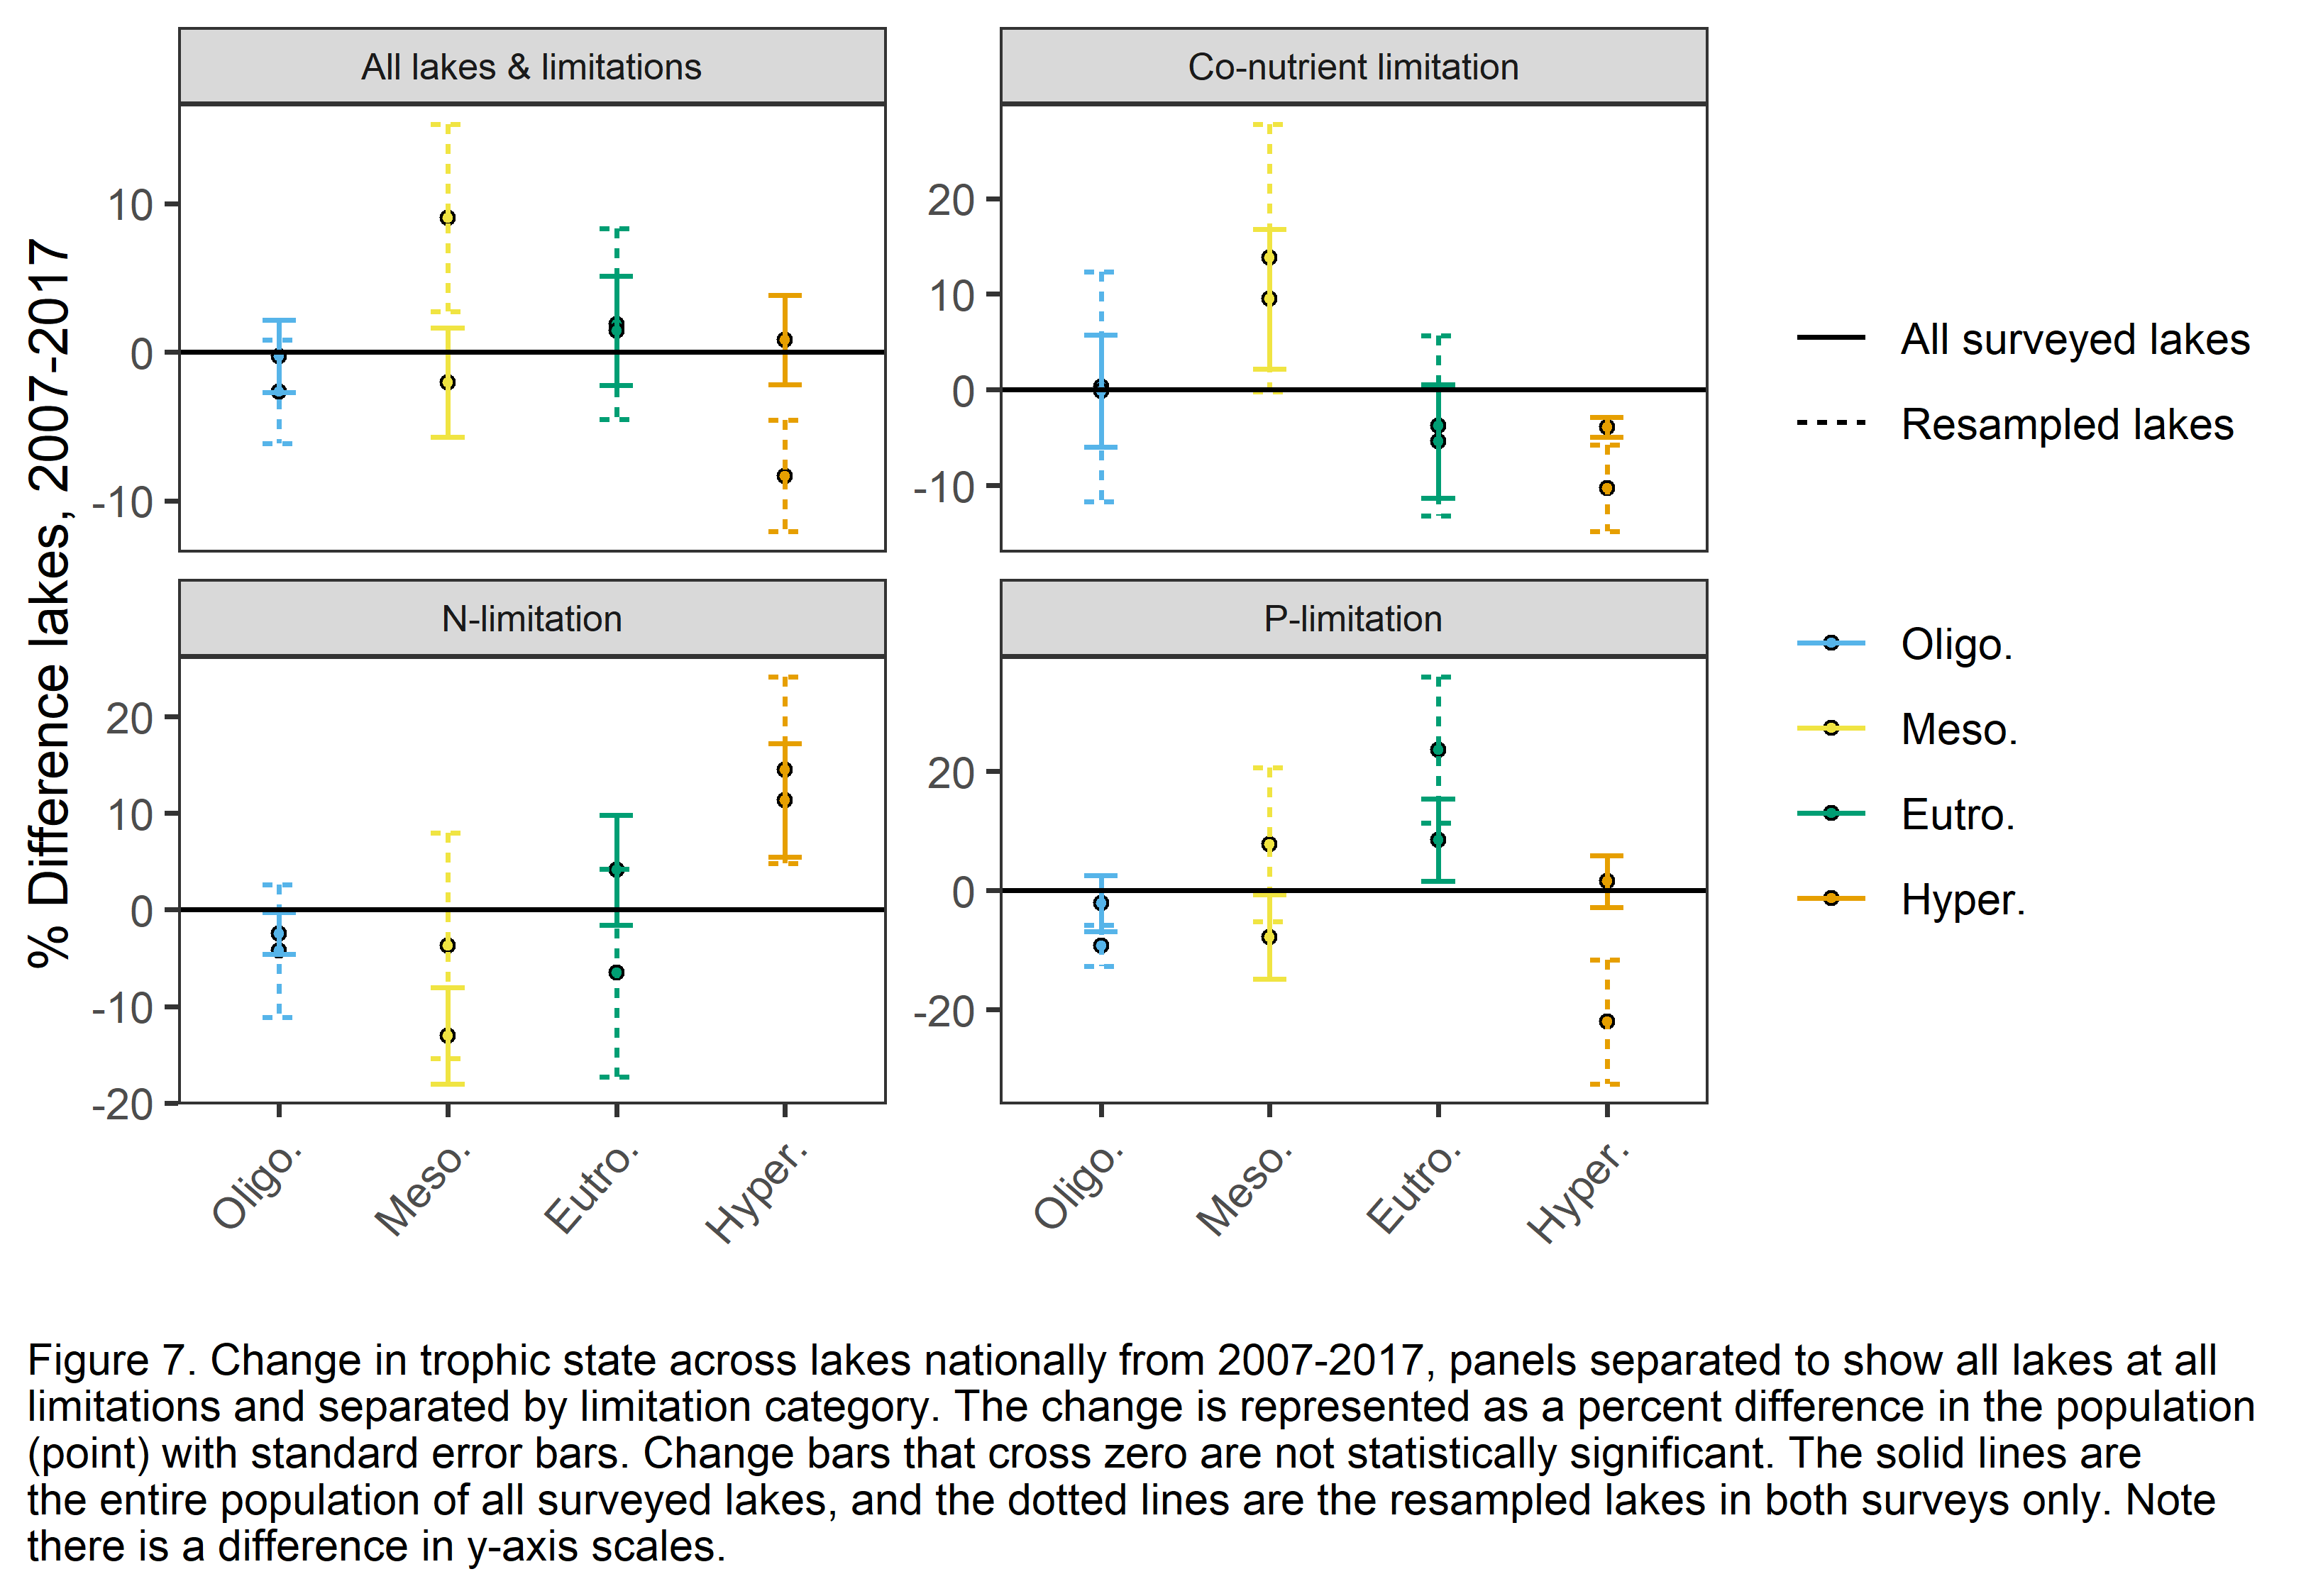 % Difference lakes, 2007-2017
All lakes & limitations
10
0
-10
Co-nutrient limitation
20
10
0
-10
N-limitation
20
10
0
-10
-20
Oligo.
Meso.
Eutro.
Hyper.
P-limitation
20
0
-20
Oligo.
Meso.
Eutro.
Hyper.
All surveyed lakes
Resampled lakes
Oligo.
Meso.
Eutro.
Hyper.
Figure 7. Change in trophic state across lakes nationally from 2007-2017, panels separated to show all lakes at all
limitations and separated by limitation category. The change is represented as a percent difference in the population
(point) with standard error bars. Change bars that cross zero are not statistically significant. The solid lines are
the entire population of all surveyed lakes, and the dotted lines are the resampled lakes in both surveys only. Note
there is a difference in y-axis scales.